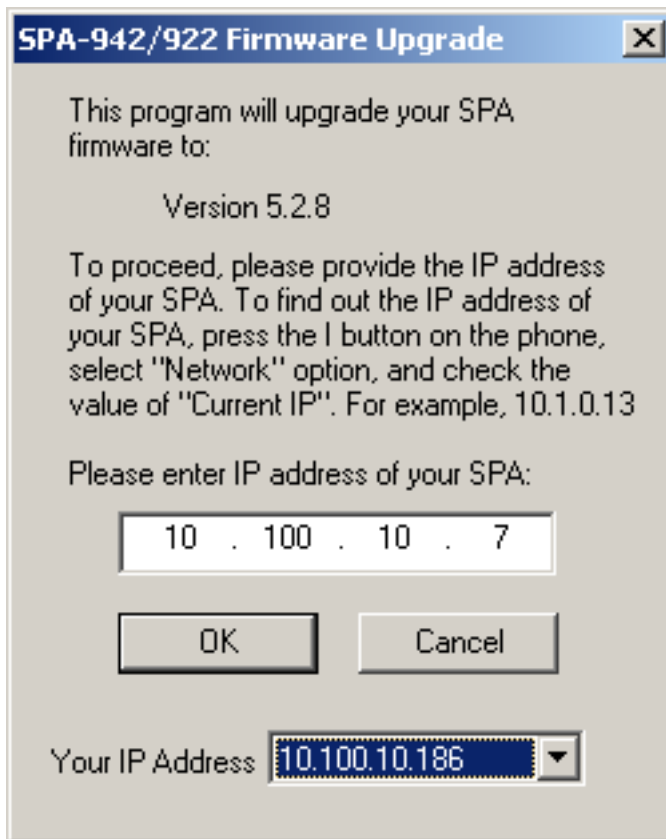 SPA-942/922 Firmware Upgrade
This program will upgrade your SPA
firmware to:
Version 5.2.8
To proceed, please provide the IP address
of your SPA. To find out the IP address of
your SPA, press the I button on the phone,
select "Network" option, and check the
value of "Current IP". For example, 10.1.0.13
Please enter IP address of your SPA:
10 . 100 . 10 . 7
OK Cancel
Your IP Address 10.100.10.186